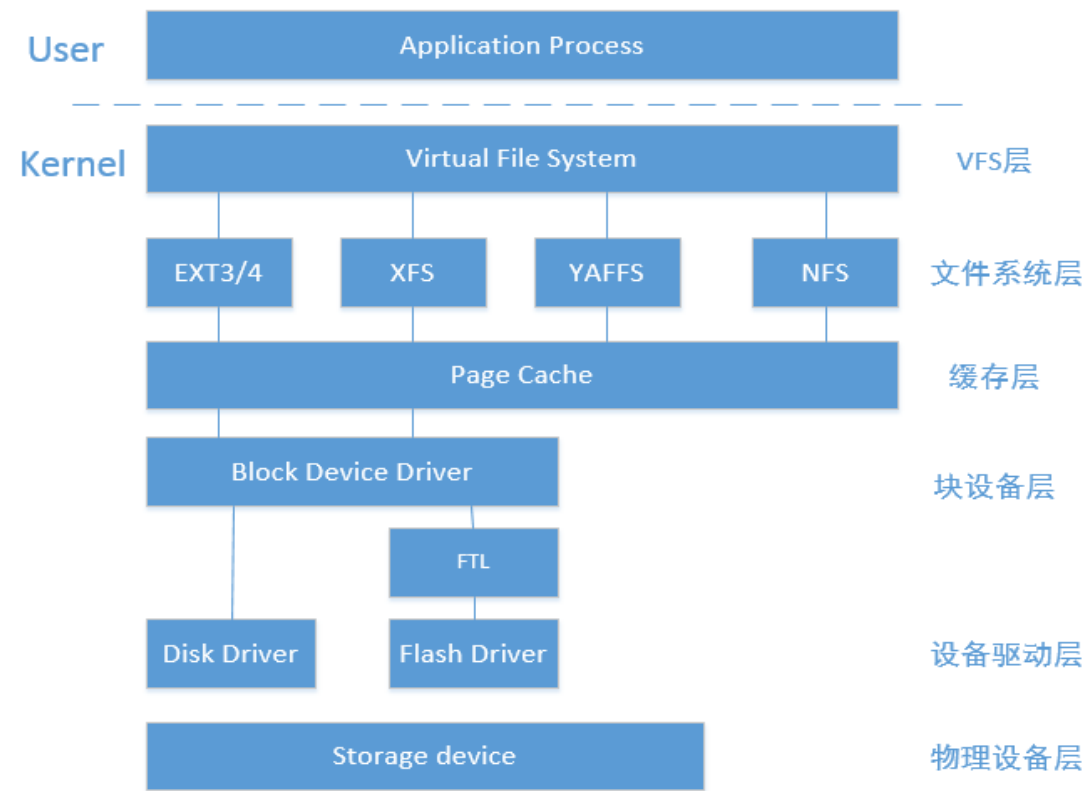 User
Application Process
Kernel
Virtual File System
VFS层
EXT3/4
XFS
YAFFS
NFS
文件系统层
Page Cache
缓存层
Block Device Driver
块设备层
FTL
Disk Driver
Flash Driver
设备驱动层
Storage device
物理设备层